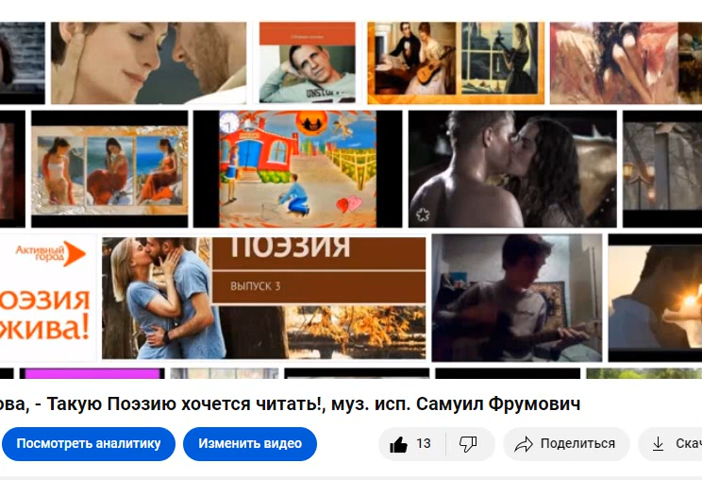 Активный
город
ПОЭЗИЯ
ВЫПУСК 3
оэзия
жива!
ова, - Такую Поэзию хочется читать!, муз. исп. Самуил Фрумович
Посмотреть аналитику
Изменить видео
13
Поделиться
Скач